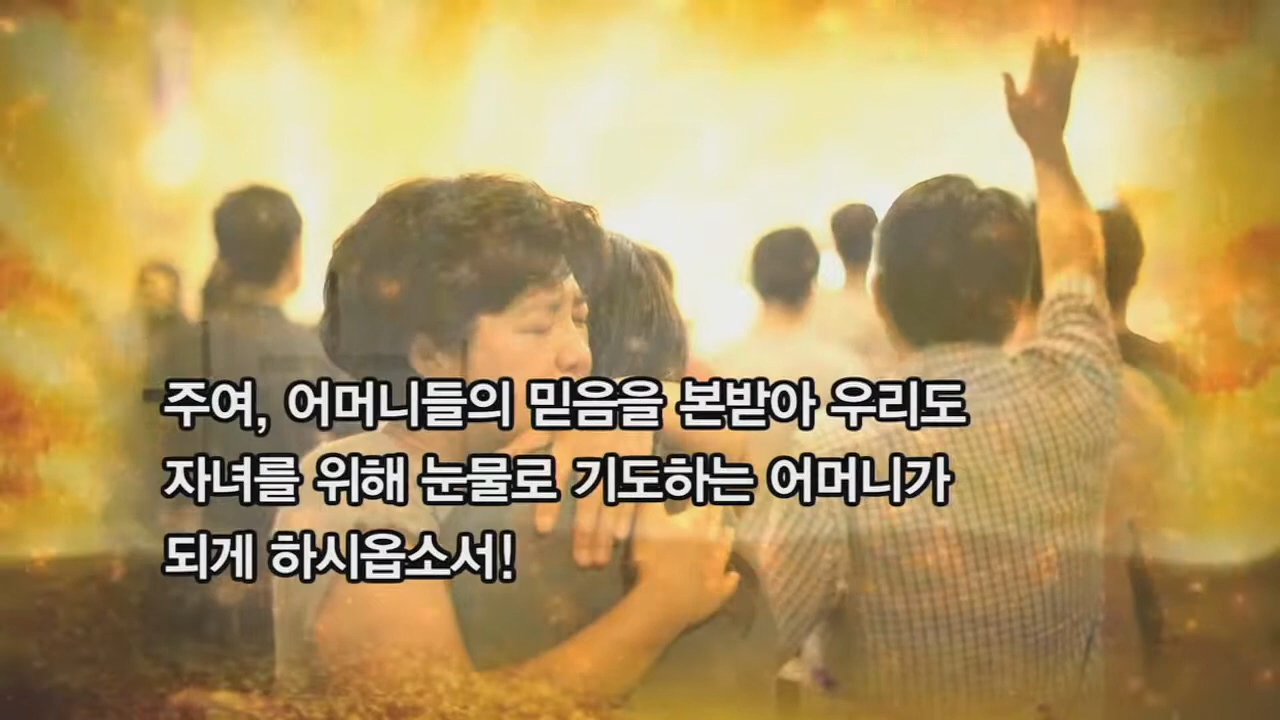 주여, 어머니들의 믿음을 본받아 우리도
자녀를 위해 눈물로 기도하는 어머니가
되게 하시옵소서!